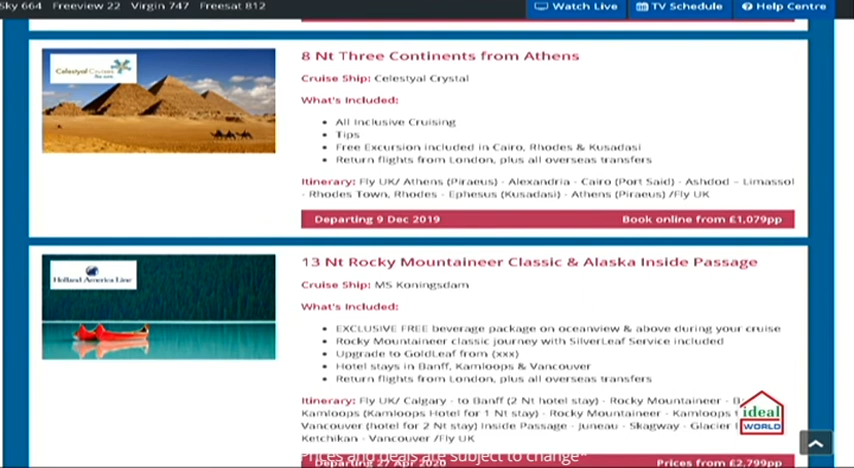 Sky 664 Freeview 22 Virgin 747 Freesat 812
Watch Live TV Schedule Help Centre
Celestyal Cruises
8 Nt Three Continents from Athens
Cruise Ship: Celestyal Crystal
What's Included:
All Inclusive Cruising
Tips
Free Excursion included in Cairo, Rhodes & Kusadasi
Return flights from London, plus all overseas transfers
Itinerary: Fly UK/ Athens (Piraeus) - Alexandria - Cairo (Port Said) - Ashdod – Limassol
- Rhodes Town, Rhodes - Ephesus (Kusadasi) - Athens (Piraeus) /Fly UK
Departing 9 Dec 2019 Book online from £1,079pp
Holland America Line
13 Nt Rocky Mountaineer Classic & Alaska Inside Passage
Cruise Ship: MS Koningsdam
What's Included:
EXCLUSIVE FREE beverage package on oceanview & above during your cruise
Rocky Mountaineer classic journey with SilverLeaf Service included
Upgrade to GoldLeaf from (xxx)
Hotel stays in Banff, Kamloops & Vancouver
Return flights from London, plus all overseas transfers
Itinerary: Fly UK/ Calgary - to Banff (2 Nt hotel stay) - Rocky Mountaineer -
Kamloops (Kamloops Hotel for 1 Nt stay) - Rocky Mountaineer - Kamloops
Vancouver (hotel for 2 Nt stay) Inside Passage - Juneau - Skagway - Glacier
Ketchikan - Vancouver /Fly UK
ideal
WORLD
Prices and deals are subject to change*
Departing 27 Apr 2020 Prices from £2,799pp